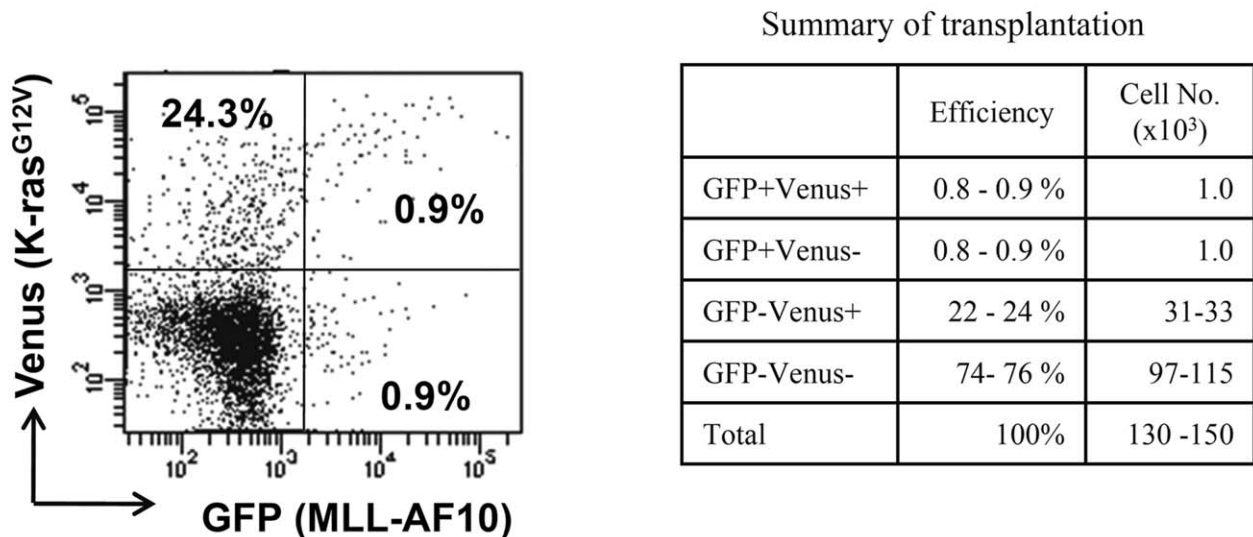 Venus (K-ras^G12V)
10^5
10^4
10^3
10^2
24.3%
0.9%
0.9%
10^2 10^3 10^4 10^5
GFP (MLL-AF10)
Summary of transplantation
Efficiency Cell No. (x10³)
GFP+Venus+ 0.8 - 0.9 % 1.0
GFP+Venus- 0.8 - 0.9 % 1.0
GFP-Venus+ 22 - 24 % 31-33
GFP-Venus- 74- 76 % 97-115
Total 100% 130 -150